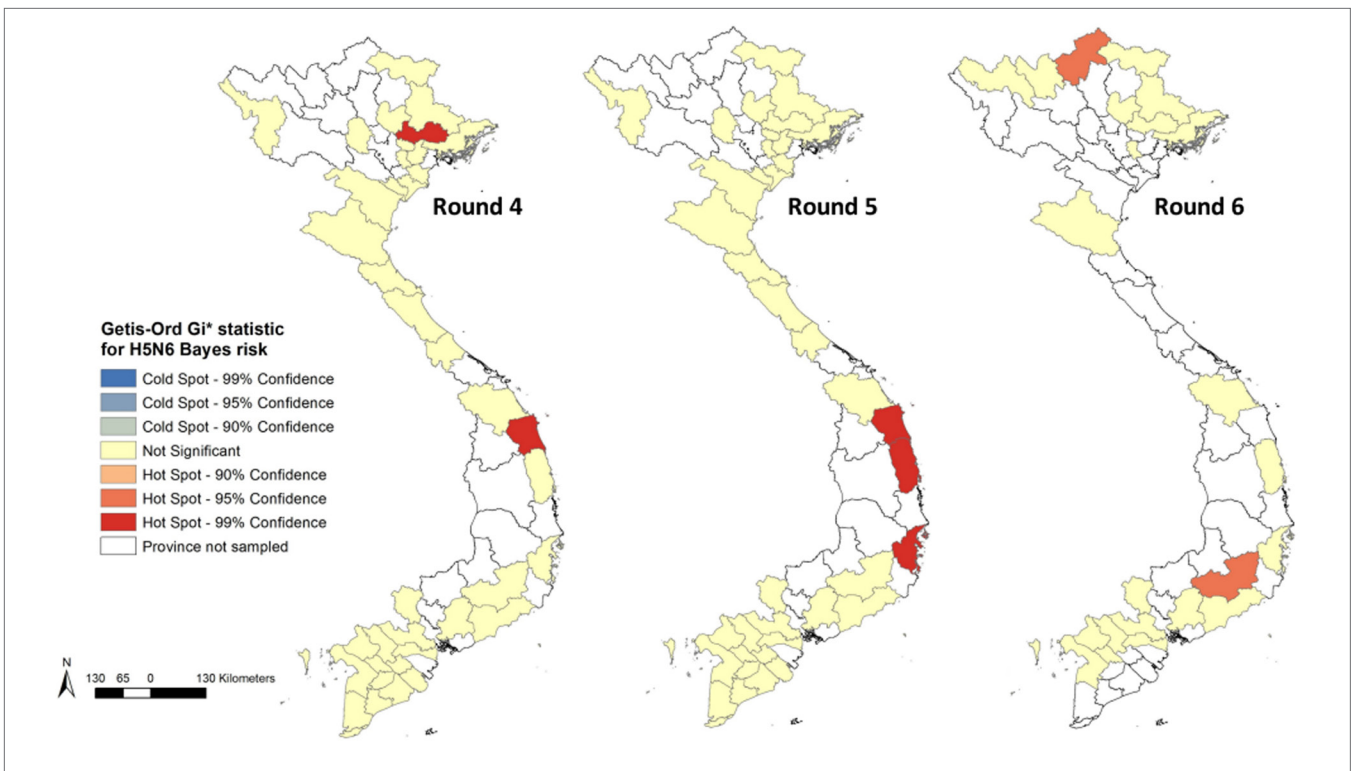 Round 4
Round 5
Round 6
Getis-Ord Gi* statistic
for H5N6 Bayes risk
Cold Spot - 99% Confidence
Cold Spot - 95% Confidence
Cold Spot - 90% Confidence
Not Significant
Hot Spot - 90% Confidence
Hot Spot - 95% Confidence
Hot Spot - 99% Confidence
Province not sampled
N
130 65 0 130 Kilometers